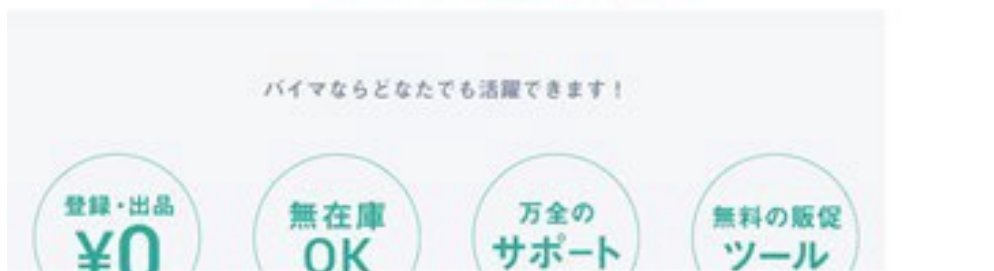 バイマならどなたでも活躍できます！
登録・出品
¥0
無在庫
OK
万全の
サポート
無料の販促
ツール